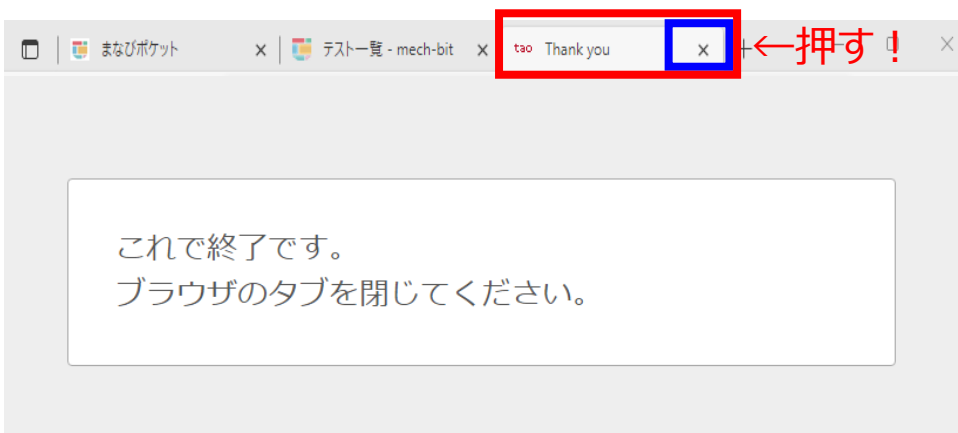 まなびポケット
テスト一覧 - mech-bit
tao Thank you
←押す！
これで終了です。
ブラウザのタブを閉じてください。